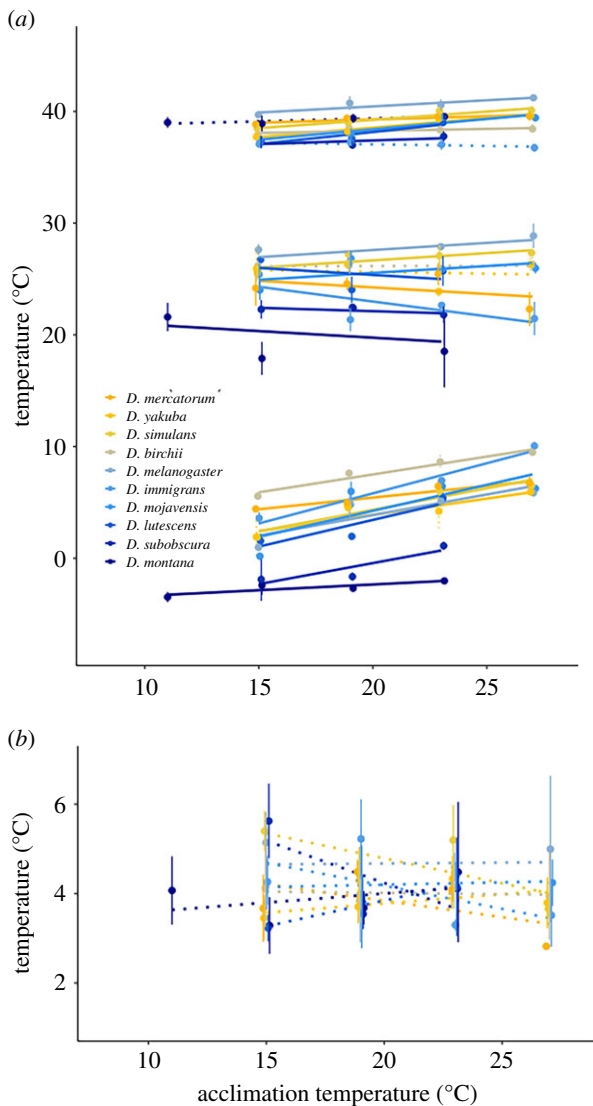 (a)
40
30
20
10
0
temperature (°C)
D. mercatorum
D. yakuba
D. simulans
D. birchii
D. melanogaster
D. immigrans
D. mojavensis
D. lutescens
D. subobscura
D. montana
10 15 20 25
(b)
6
4
2
temperature (°C)
10 15 20 25
acclimation temperature (°C)